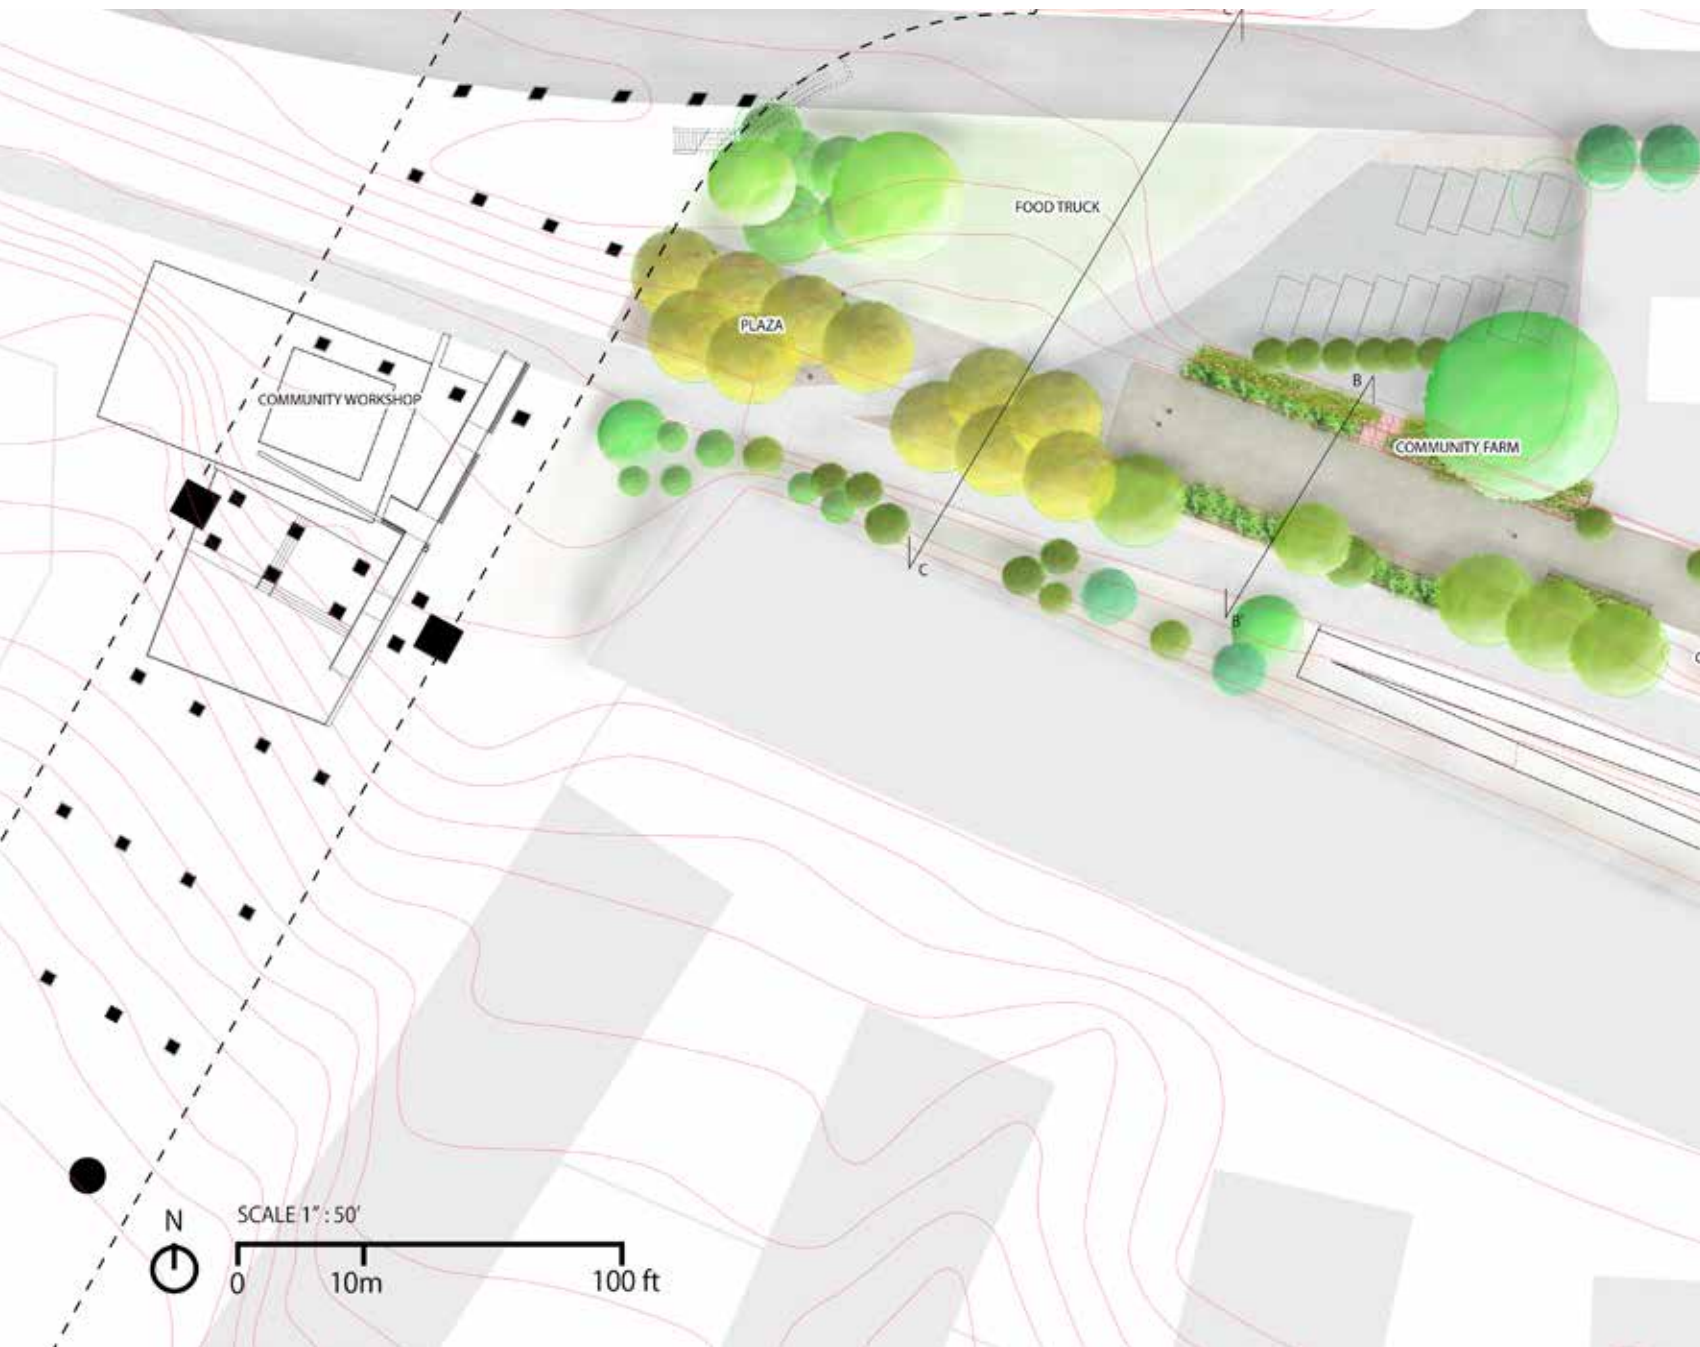 C'
FOOD TRUCK
PLAZA
B
COMMUNITY WORKSHOP
COMMUNITY FARM
C
B'
N
SCALE 1" : 50'
0
10m
100 ft